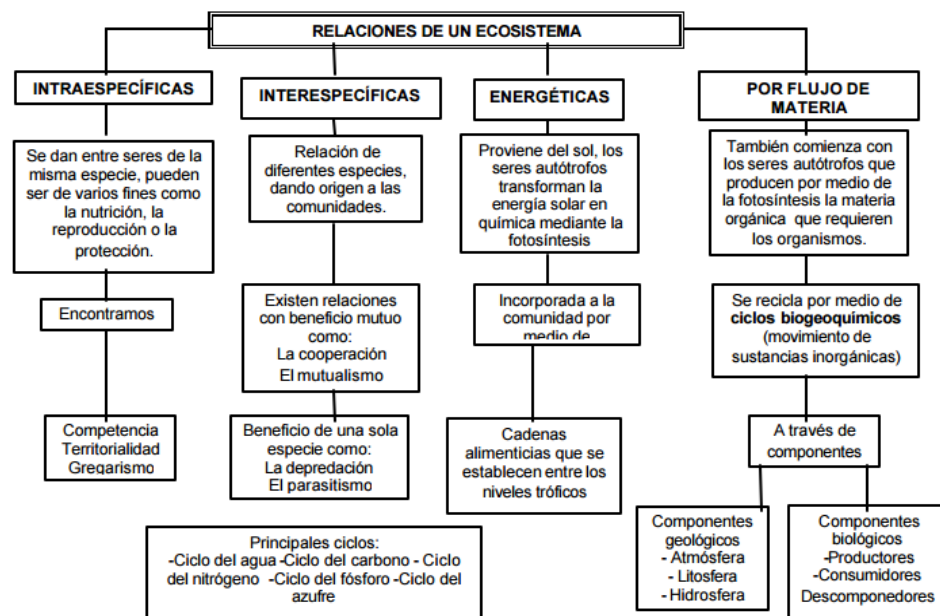 RELACIONES DE UN ECOSISTEMA
INTRAESPECÍFICAS
Se dan entre seres de la
misma especie, pueden
ser de varios fines como
la nutrición, la
reproducción o la
protección.
Encontramos
Competencia
Territorialidad
Gregarismo
INTERESPECÍFICAS
Relación de
diferentes especies,
dando origen a las
comunidades.
Existen relaciones
con beneficio mutuo
como:
La cooperación
El mutualismo
Beneficio de una sola
especie como:
La depredación
El parasitismo
ENERGÉTICAS
Proviene del sol, los
seres autótrofos
transforman la
energía solar en
química mediante la
fotosíntesis
Incorporada a la
comunidad por
medio de
Cadenas
alimenticias que se
establecen entre los
niveles tróficos
POR FLUJO DE
MATERIA
También comienza con
los seres autótrofos que
producen por medio de
la fotosíntesis la materia
orgánica que requieren
los organismos.
Se recicla por medio de
ciclos biogeoquímicos
(movimiento de
sustancias inorgánicas)
A través de
componentes
Componentes
geológicos
- Atmósfera
- Litosfera
- Hidrosfera
Componentes
biológicos
-Productores
-Consumidores
Descomponedores
Principales ciclos:
-Ciclo del agua -Ciclo del carbono - Ciclo
del nitrógeno -Ciclo del fósforo -Ciclo del
azufre